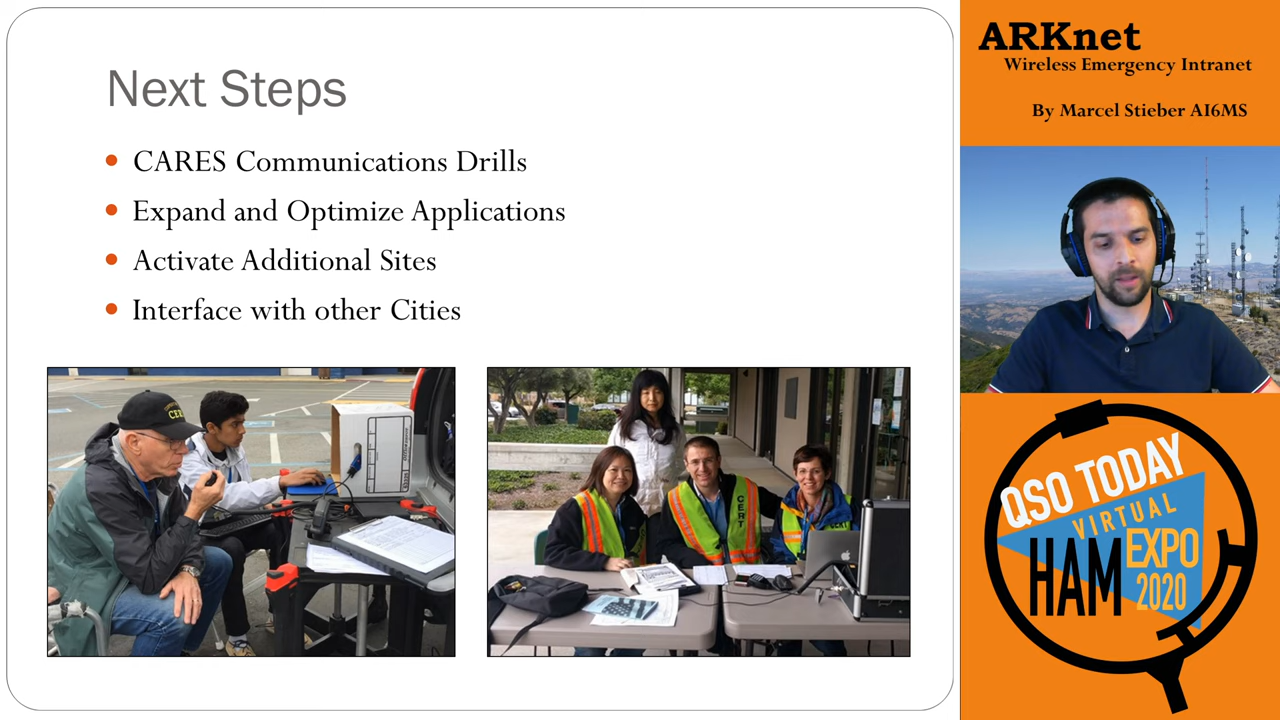 Next Steps
CARES Communications Drills
Expand and Optimize Applications
Activate Additional Sites
Interface with other Cities
CERT
ARKnet
Wireless Emergency Intranet
By Marcel Stieber AI6MS
QSO TODAY
VIRTUAL
HAM EXPO
2020